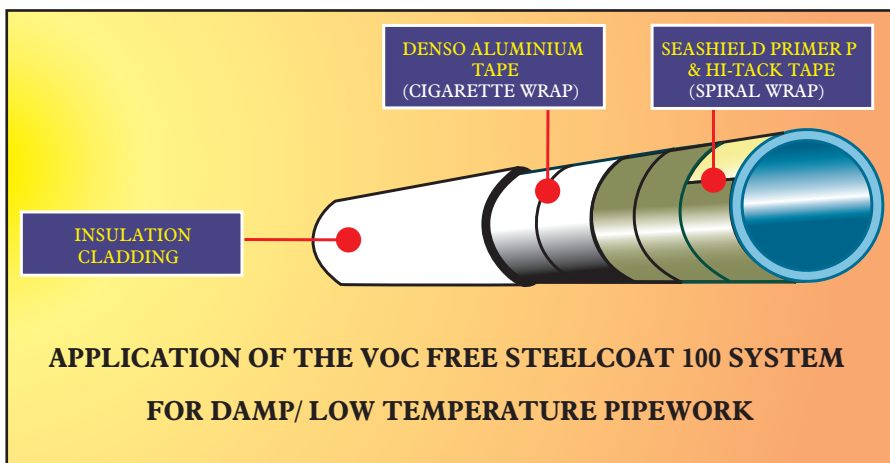 DENSO ALUMINIUM
TAPE
(CIGARETTE WRAP)
SEASHIELD PRIMER P
& HI-TACK TAPE
(SPIRAL WRAP)
INSULATION
CLADDING
APPLICATION OF THE VOC FREE STEELCOAT 100 SYSTEM
FOR DAMP/ LOW TEMPERATURE PIPEWORK